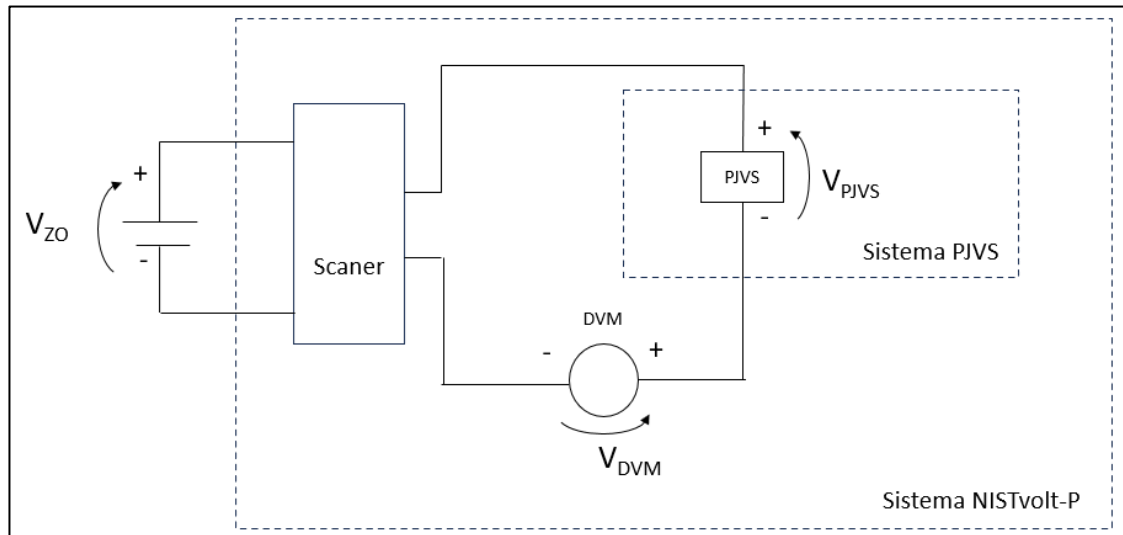 +
V_ZO
-
Scaner
+
PJVS
V_PJVS
-
Sistema PJVS
DVM
-
+
V_DVM
Sistema NISTvolt-P